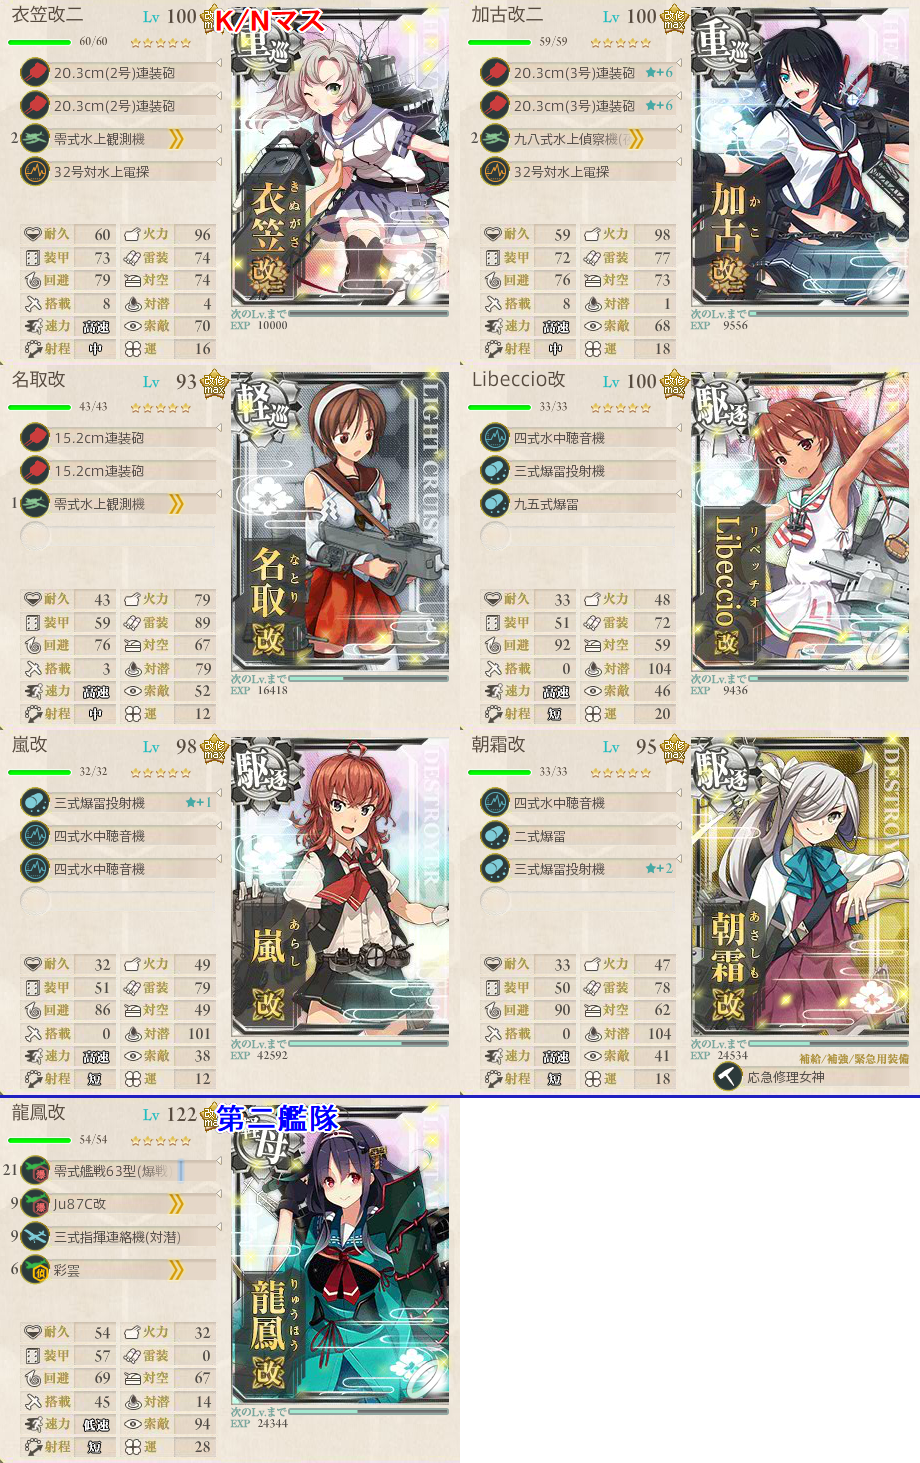 衣笠改二 Lv 100 改修max K/Nマス
60/60
20.3cm(2号)連装砲
20.3cm(2号)連装砲
2 零式水上観測機
32号対水上電探
耐久 60 火力 96
装甲 73 雷装 74
回避 79 対空 74
搭載 8 対潜 4
速力 高速 索敵 70
射程 中 運 16
重巡
衣笠改二
きぬがさ
次のLv.まで
EXP 10000
加古改二 Lv 100
59/59
20.3cm(3号)連装砲 ★+6
20.3cm(3号)連装砲 ★+6
2 九八式水上偵察機(
32号対水上電探
耐久 59 火力 98
装甲 72 雷装 77
回避 76 対空 73
搭載 8 対潜 1
速力 高速 索敵 68
射程 中 運 18
重巡
加古改二
かこ
次のLv.まで
EXP 9556
名取改 Lv 93
43/43
15.2cm連装砲
15.2cm連装砲
1 零式水上観測機
耐久 43 火力 79
装甲 59 雷装 89
回避 76 対空 67
搭載 3 対潜 79
速力 高速 索敵 52
射程 中 運 12
軽巡
LIGHT CRUIS
名取改
なとり
次のLv.まで
EXP 16418
Libeccio改 Lv 100
33/33
四式水中聴音機
三式爆雷投射機
九五式爆雷
耐久 33 火力 48
装甲 51 雷装 72
回避 92 対空 59
搭載 0 対潜 104
速力 高速 索敵 46
射程 短 運 20
駆逐
Libeccio改
リベッチオ
次のLv.まで
EXP 9436
嵐改 Lv 98
32/32
三式爆雷投射機 ★+1
四式水中聴音機
四式水中聴音機
耐久 32 火力 49
装甲 51 雷装 79
回避 86 対空 49
搭載 0 対潜 101
速力 高速 索敵 38
射程 短 運 12
駆逐
DESTROYER
嵐改
あらし
次のLv.まで
EXP 42592
朝霜改 Lv 95
33/33
四式水中聴音機
二式爆雷
三式爆雷投射機 ★+2
耐久 33 火力 47
装甲 50 雷装 78
回避 90 対空 62
搭載 0 対潜 104
速力 高速 索敵 41
射程 短 運 18
駆逐
DESTROY
朝霜改
あさしも
次のLv.まで
EXP 24534
補給/補強/緊急用装備
応急修理女神
龍鳳改 Lv 122 第二艦隊
54/54
21 零式艦戦63型(爆戦
9 Ju87C改
9 三式指揮連絡機(対潜)
6 彩雲
耐久 54 火力 32
装甲 57 雷装 0
回避 69 対空 67
搭載 45 対潜 14
速力 低速 索敵 94
射程 短 運 28
母
龍鳳改
りゅうほう
次のLv.まで
EXP 24344